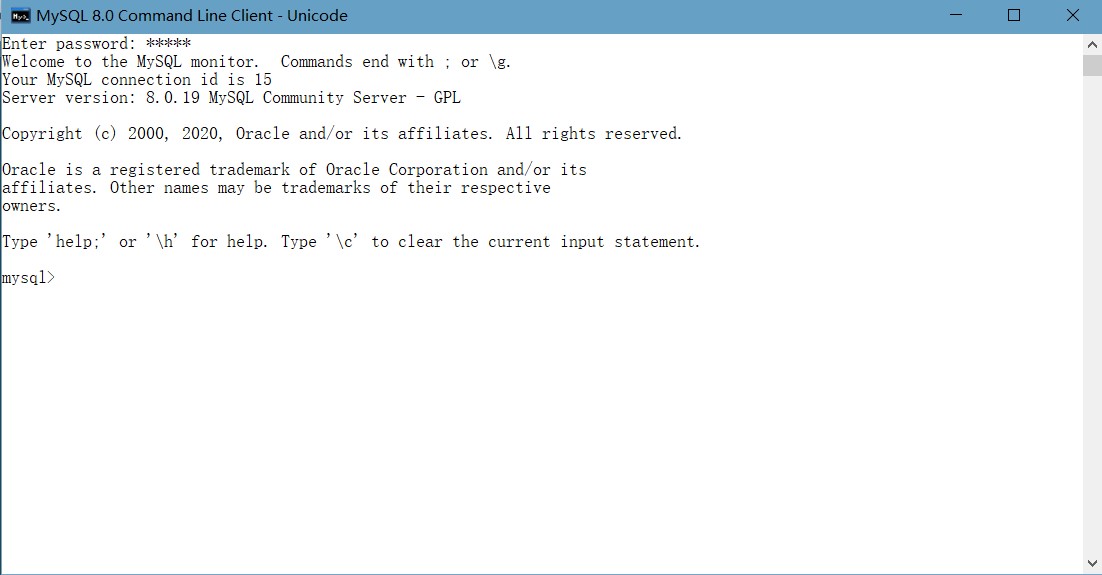 MySQL 8.0 Command Line Client - Unicode
Enter password: *****
Welcome to the MySQL monitor.  Commands end with ; or \g.
Your MySQL connection id is 15
Server version: 8.0.19 MySQL Community Server - GPL
Copyright (c) 2000, 2020, Oracle and/or its affiliates. All rights reserved.
Oracle is a registered trademark of Oracle Corporation and/or its
affiliates. Other names may be trademarks of their respective
owners.
Type 'help;' or '\h' for help. Type '\c' to clear the current input statement.
mysql>